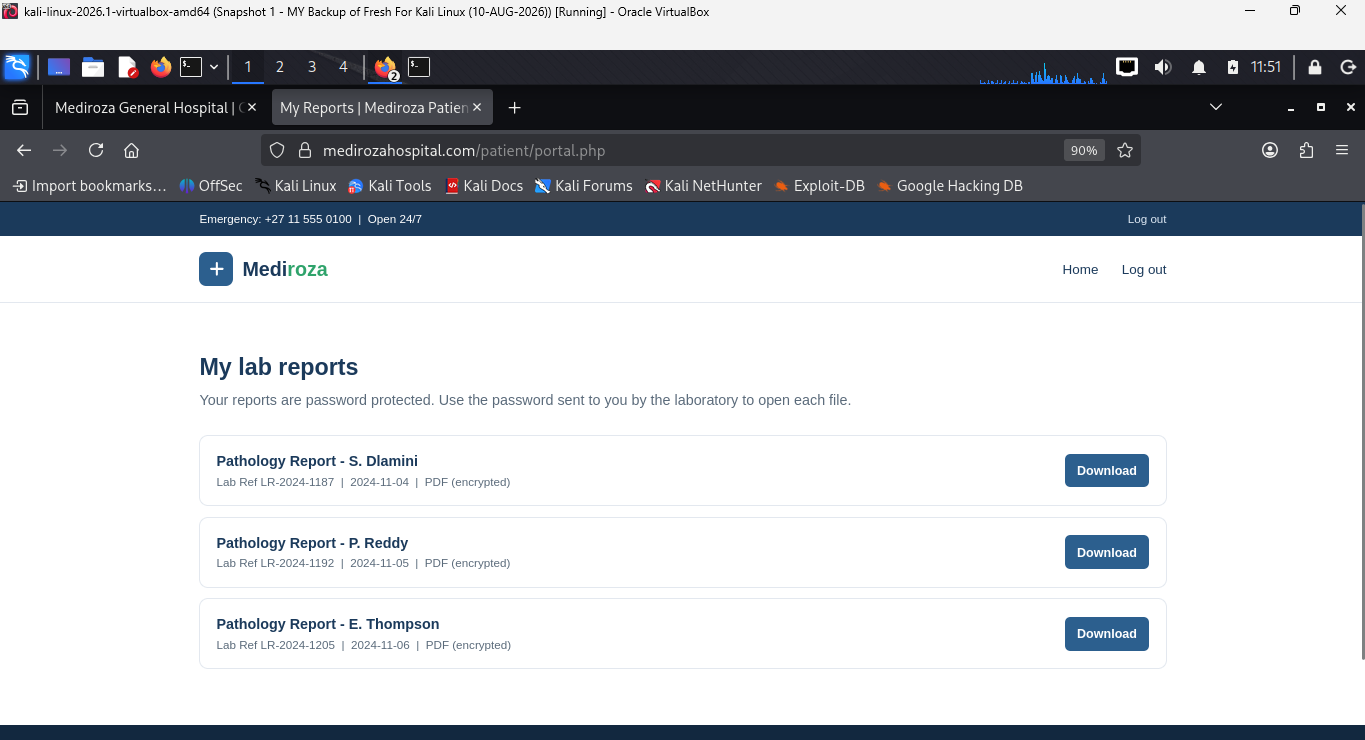 kali-linux-2026.1-virtualbox-amd64 (Snapshot 1 - MY Backup of Fresh For Kali Linux (10-AUG-2026)) [Running] - Oracle VirtualBox
1 2 3 4 2 11:51
Mediroza General Hospital | My Reports | Mediroza Patien
medirozahospital.com/patient/portal.php 90%
Import bookmarks... OffSec Kali Linux Kali Tools Kali Docs Kali Forums Kali NetHunter Exploit-DB Google Hacking DB
Emergency: +27 11 555 0100 | Open 24/7 Log out
Mediroza Home Log out
My lab reports
Your reports are password protected. Use the password sent to you by the laboratory to open each file.
Pathology Report - S. Dlamini
Lab Ref LR-2024-1187 | 2024-11-04 | PDF (encrypted)
Download
Pathology Report - P. Reddy
Lab Ref LR-2024-1192 | 2024-11-05 | PDF (encrypted)
Download
Pathology Report - E. Thompson
Lab Ref LR-2024-1205 | 2024-11-06 | PDF (encrypted)
Download